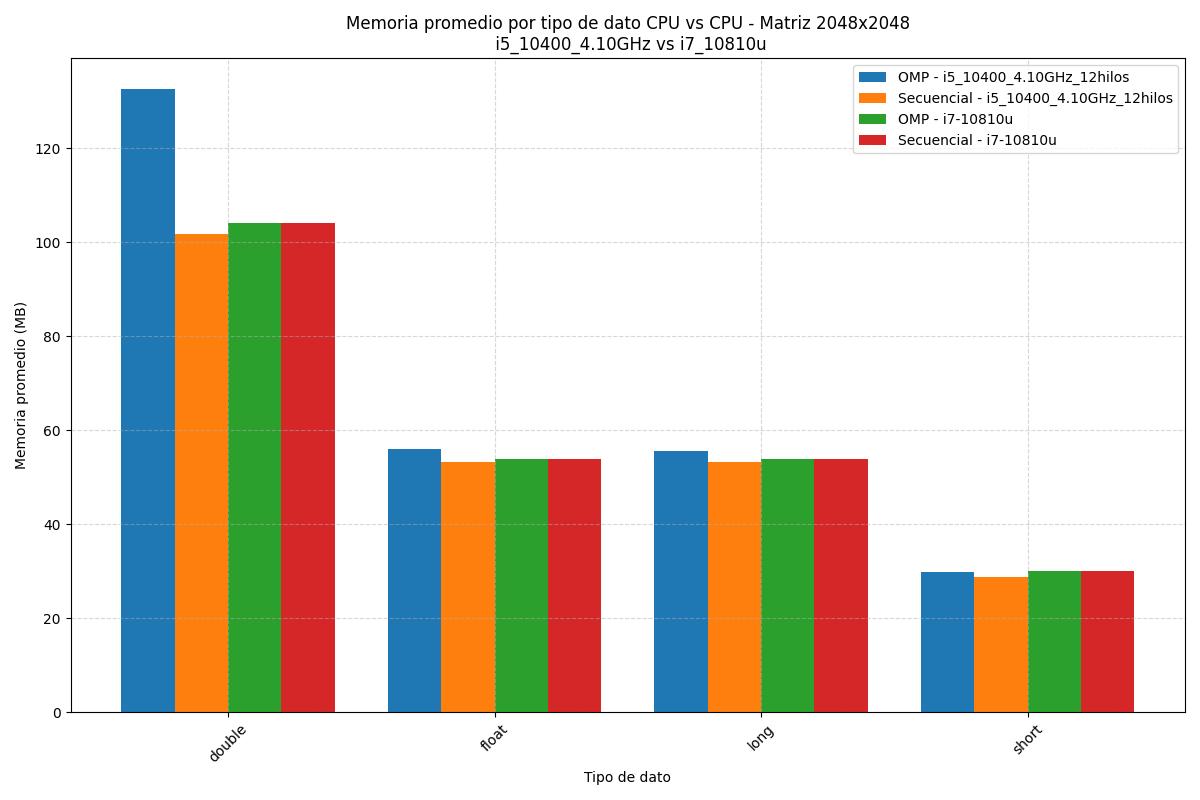 Memoria promedio por tipo de dato CPU vs CPU - Matriz 2048x2048
i5_10400_4.10GHz vs i7_10810u
OMP - i5_10400_4.10GHz_12hilos
Secuencial - i5_10400_4.10GHz_12hilos
OMP - i7-10810u
Secuencial - i7-10810u
Memoria promedio (MB)
120
100
80
60
40
20
0
double
float
long
short
Tipo de dato